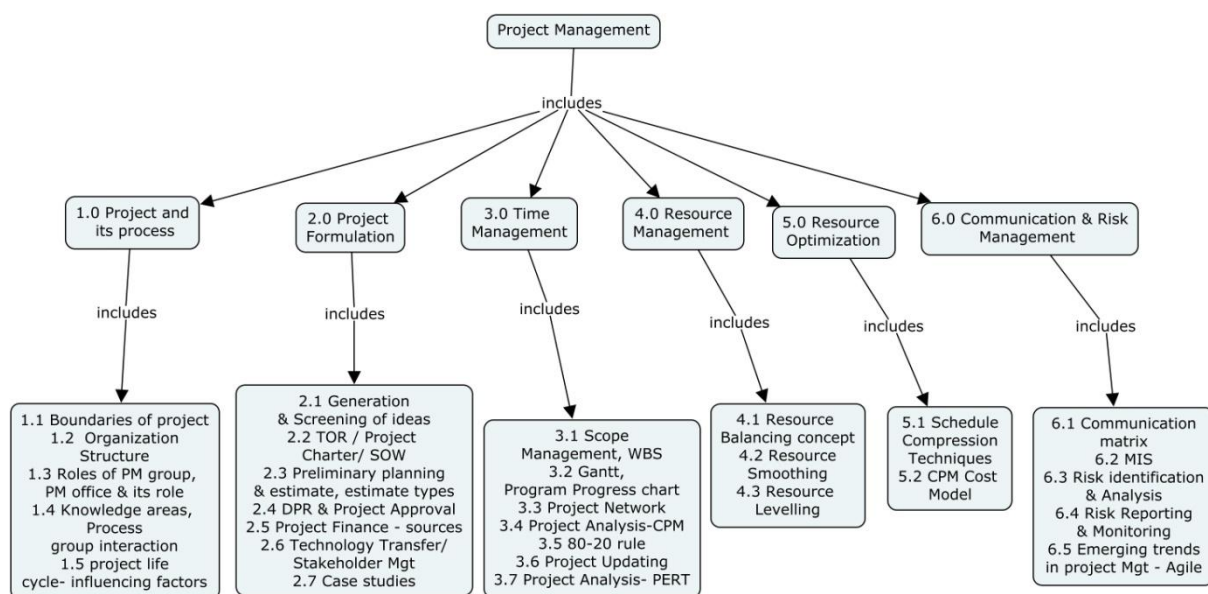 Project Management
includes
1.0 Project and
its process
2.0 Project
Formulation
3.0 Time
Management
4.0 Resource
Management
5.0 Resource
Optimization
6.0 Communication & Risk
Management
includes
includes
includes
includes
includes
includes
1.1 Boundaries of project
1.2 Organization
Structure
1.3 Roles of PM group,
PM office & its role
1.4 Knowledge areas,
Process
group interaction
1.5 project life
cycle- influencing factors
2.1 Generation
& Screening of ideas
2.2 TOR / Project
Charter/ SOW
2.3 Preliminary planning
& estimate, estimate types
2.4 DPR & Project Approval
2.5 Project Finance - sources
2.6 Technology Transfer/
Stakeholder Mgt
2.7 Case studies
3.1 Scope
Management, WBS
3.2 Gantt,
Program Progress chart
3.3 Project Network
3.4 Project Analysis-CPM
3.5 80-20 rule
3.6 Project Updating
3.7 Project Analysis- PERT
4.1 Resource
Balancing concept
4.2 Resource
Smoothing
4.3 Resource
Levelling
5.1 Schedule
Compression
Techniques
5.2 CPM Cost
Model
6.1 Communication
matrix
6.2 MIS
6.3 Risk identification
& Analysis
6.4 Risk Reporting
& Monitoring
6.5 Emerging trends
in project Mgt - Agile